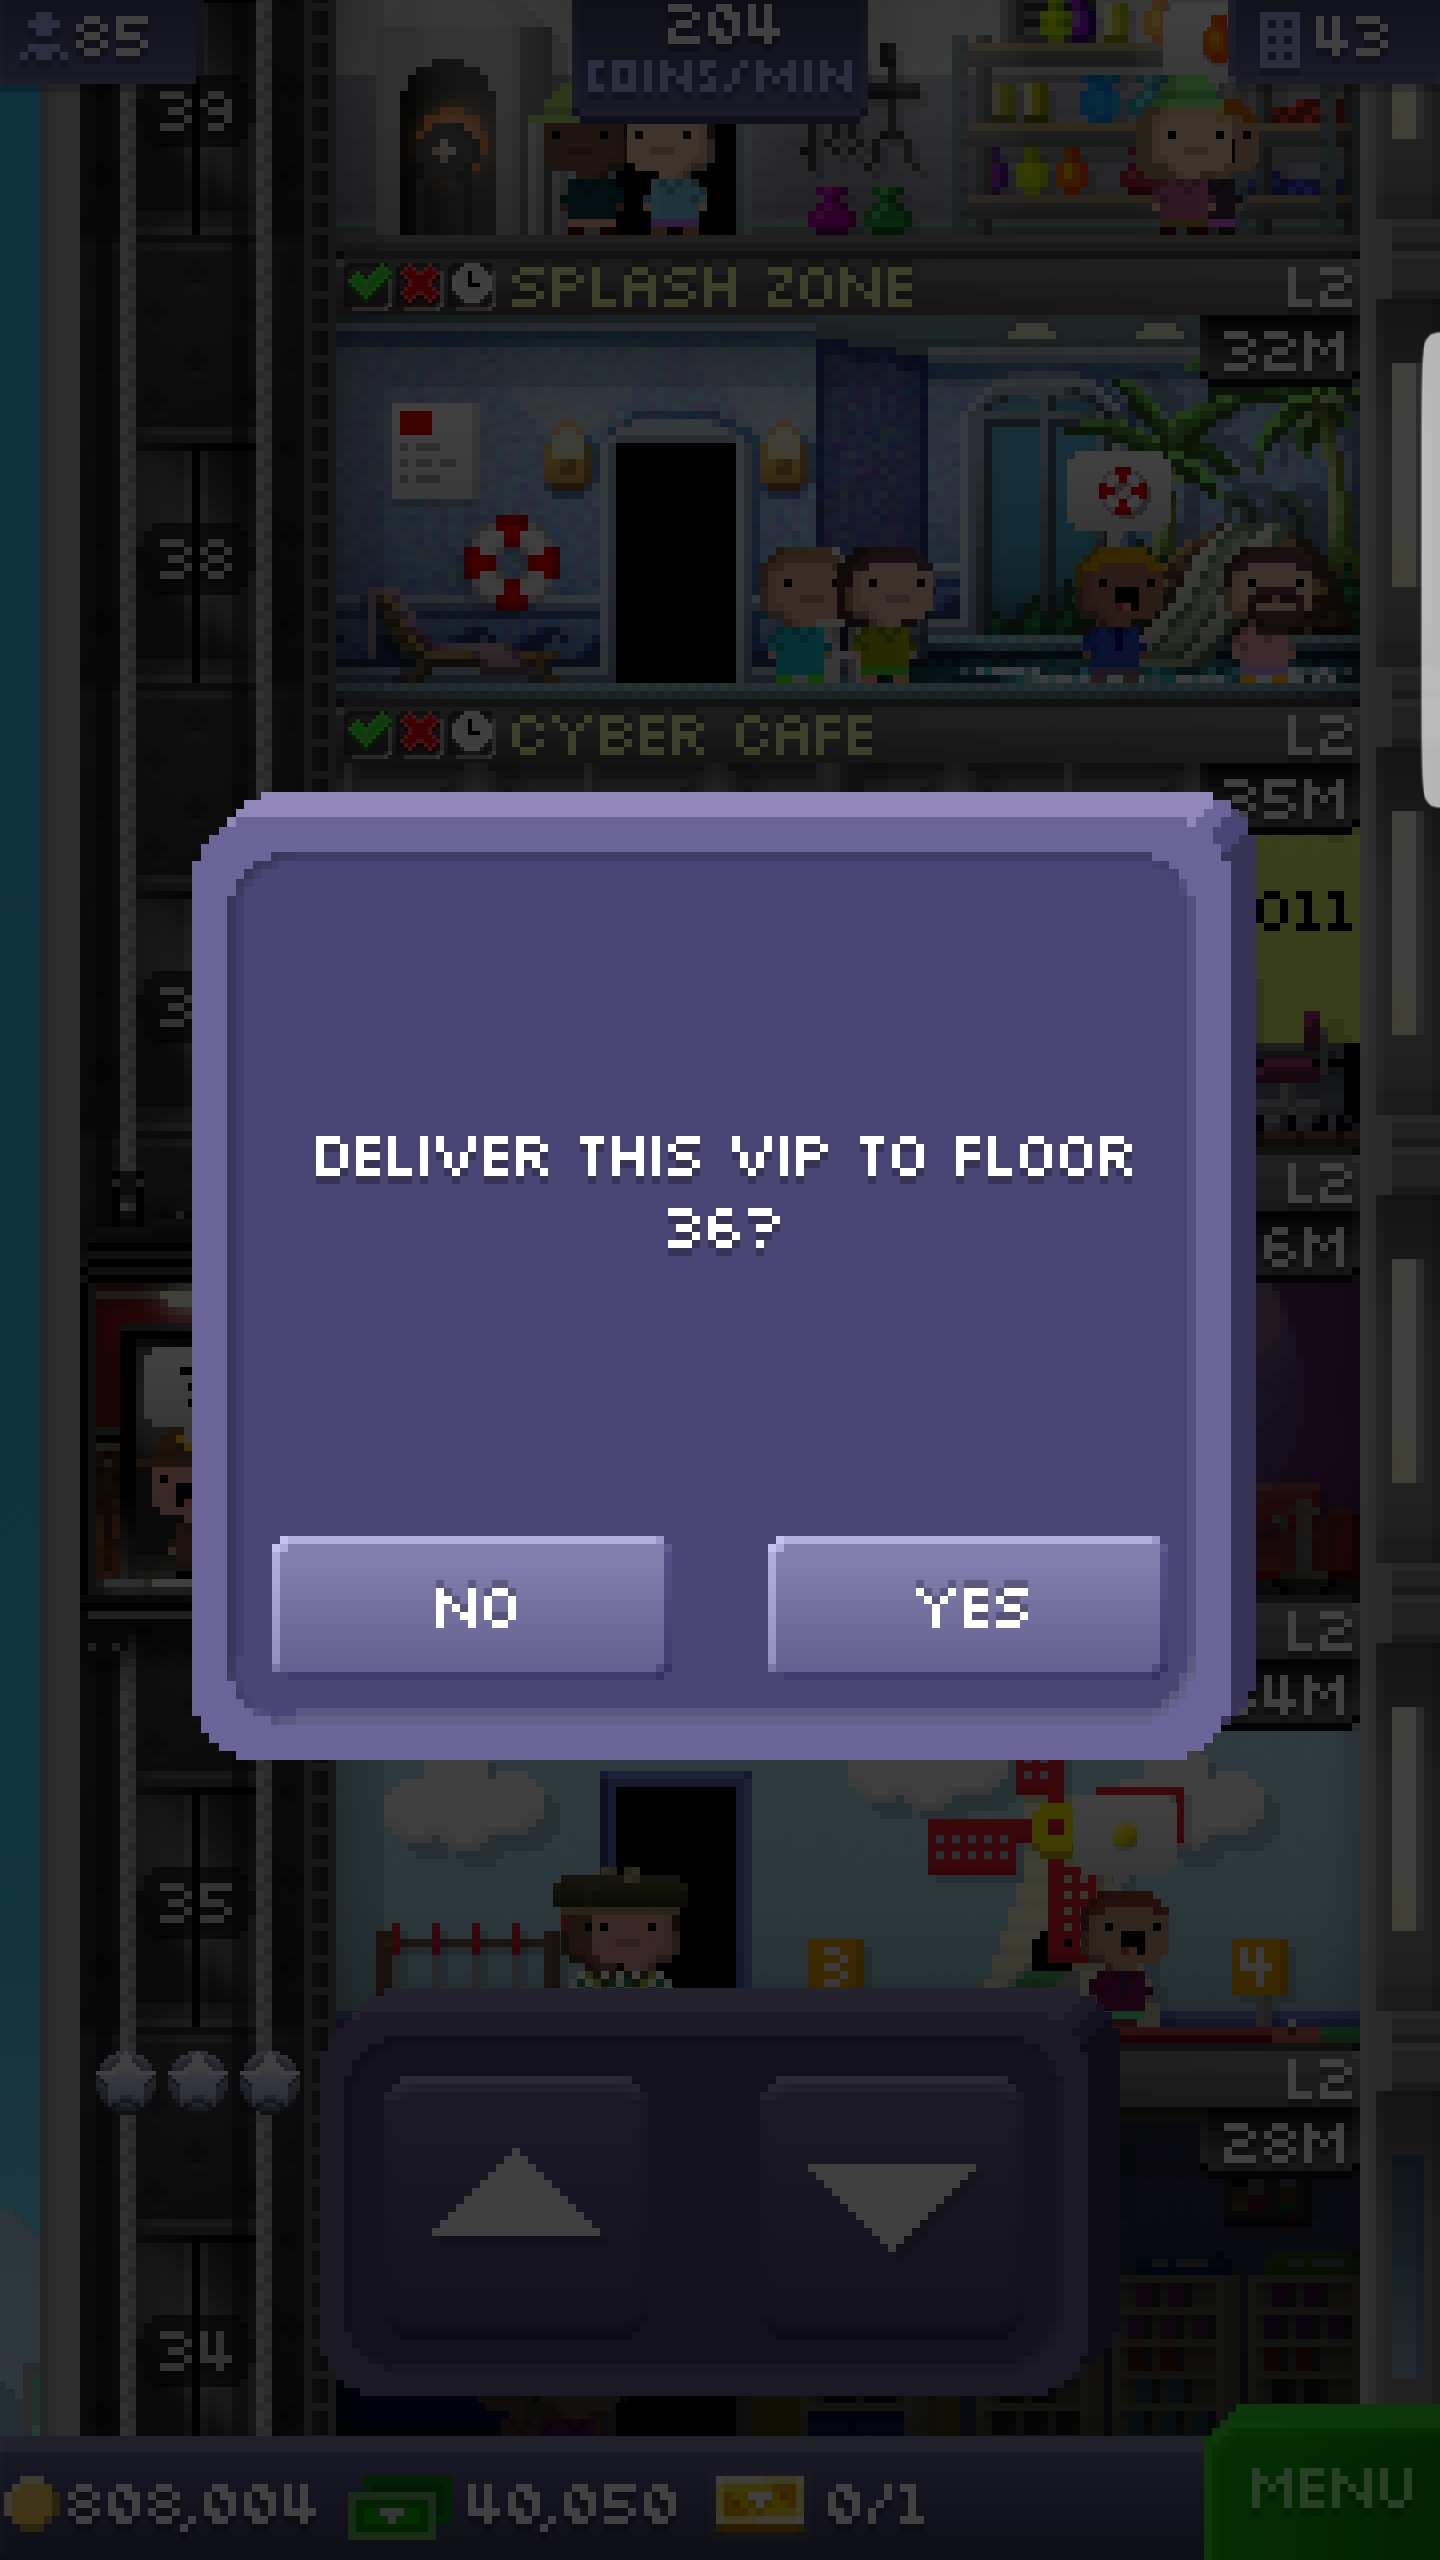 85
204
COINS/MIN
43
39
SPLASH ZONE
L2
32M
38
CYBER CAFE
L2
35M
011
DELIVER THIS VIP TO FLOOR
36?
NO
YES
L2
6M
L2
4M
35
3
4
L2
28M
34
808,004
40,050
0/1
MENU